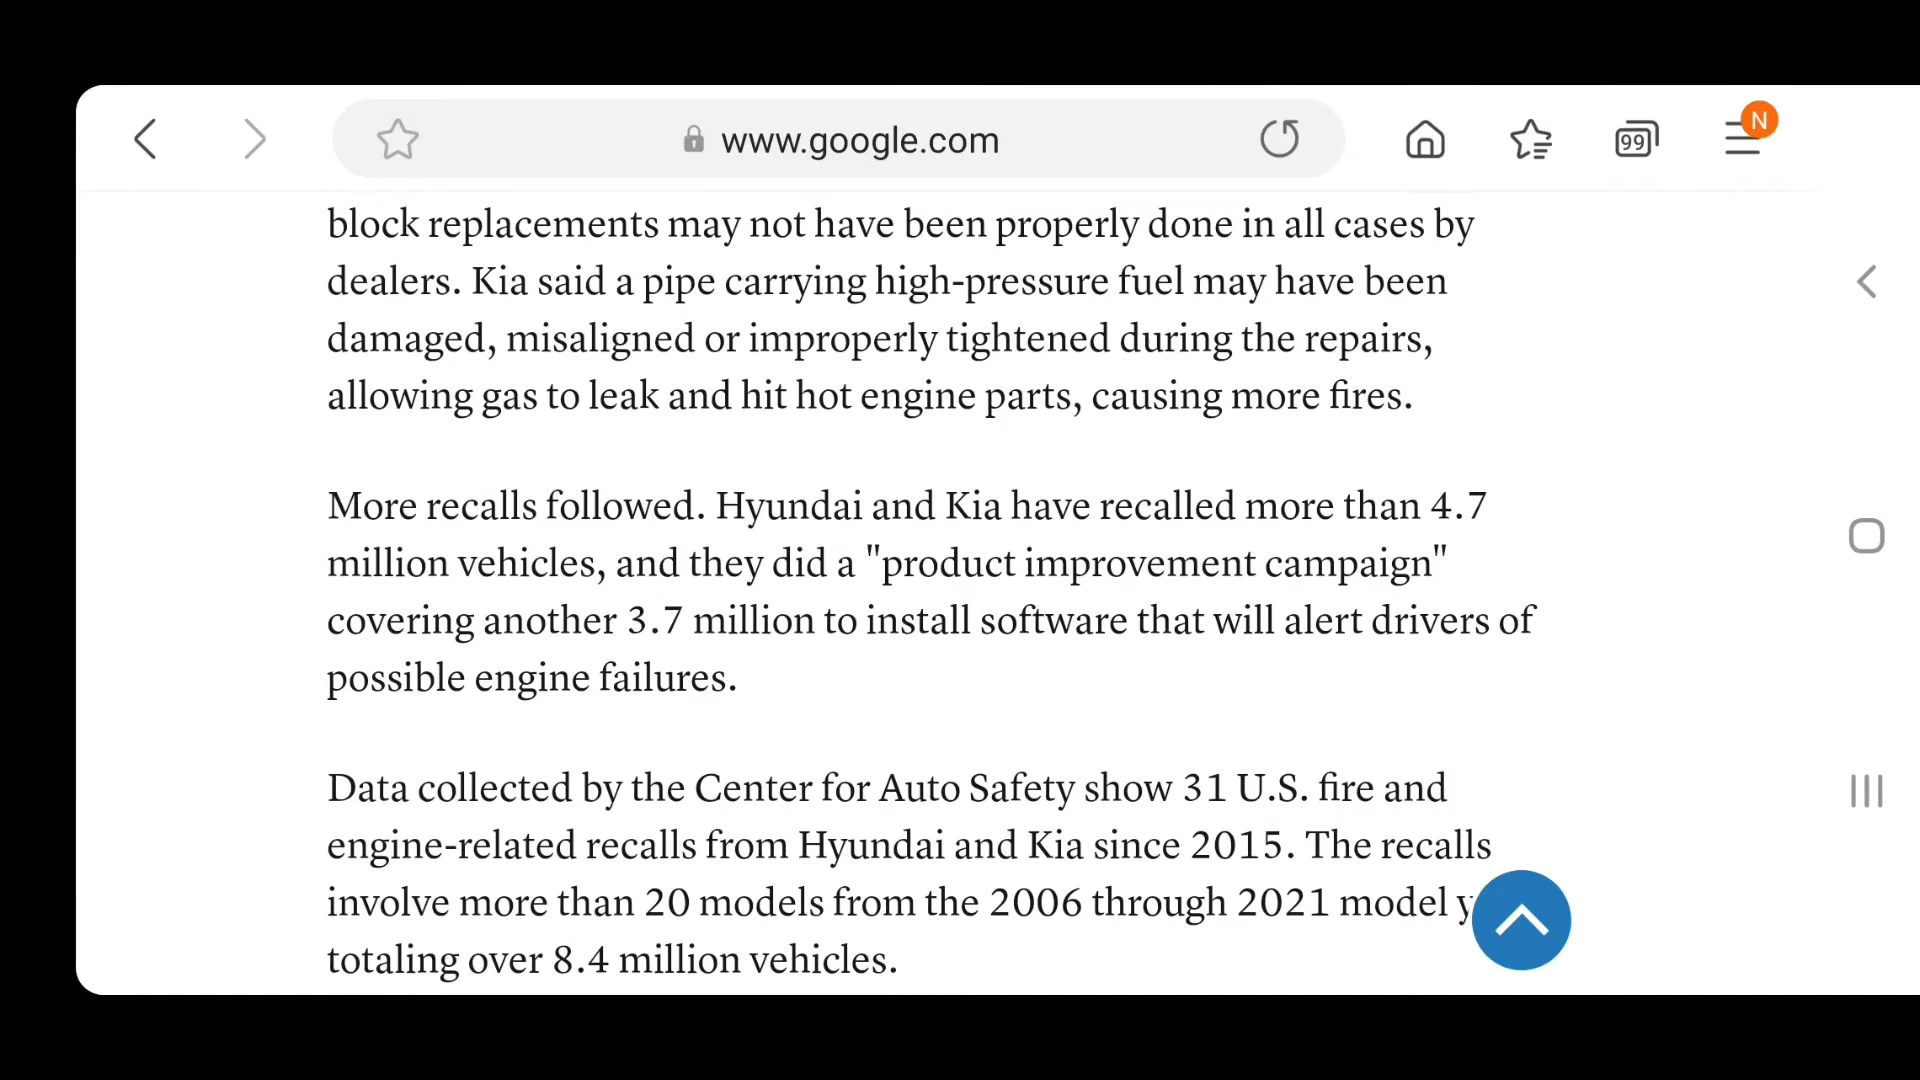 www.google.com
99
N
block replacements may not have been properly done in all cases by
dealers. Kia said a pipe carrying high-pressure fuel may have been
damaged, misaligned or improperly tightened during the repairs,
allowing gas to leak and hit hot engine parts, causing more fires.
More recalls followed. Hyundai and Kia have recalled more than 4.7
million vehicles, and they did a "product improvement campaign"
covering another 3.7 million to install software that will alert drivers of
possible engine failures.
Data collected by the Center for Auto Safety show 31 U.S. fire and
engine-related recalls from Hyundai and Kia since 2015. The recalls
involve more than 20 models from the 2006 through 2021 model
totaling over 8.4 million vehicles.